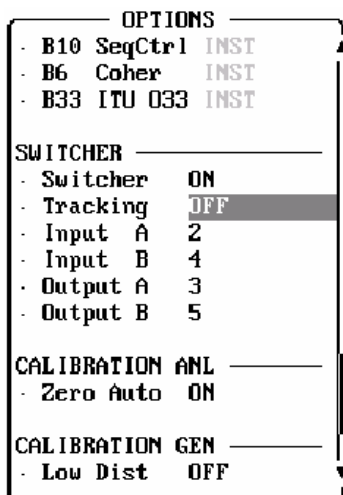 OPTIONS
- B10 SeqCtrl INST
- B6 Coher INST
- B33 ITU O33 INST
SWITCHER
- Switcher ON
- Tracking OFF
- Input A 2
- Input B 4
- Output A 3
- Output B 5
CALIBRATION ANL
- Zero Auto ON
CALIBRATION GEN
- Low Dist OFF